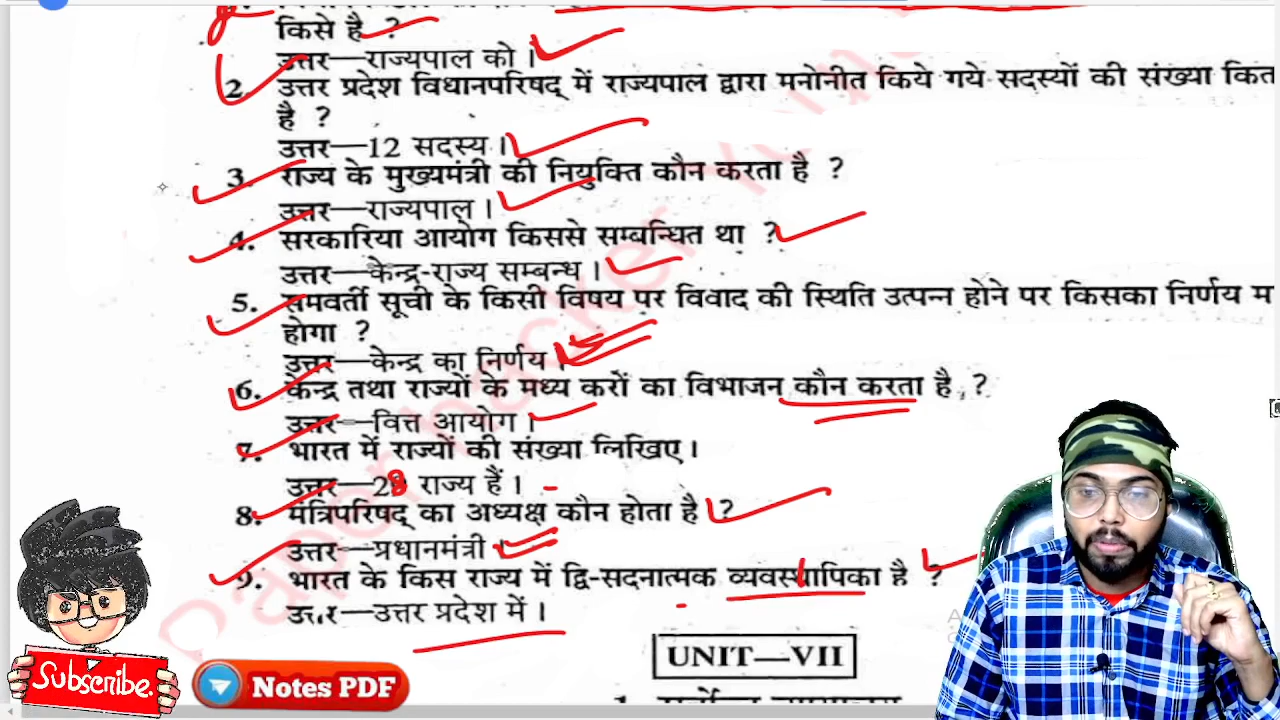 किसे है ?
उत्तर—राज्यपाल को ।
2. उत्तर प्रदेश विधानपरिषद् में राज्यपाल द्वारा मनोनीत किये गये सदस्यों की संख्या कित
है ?
उत्तर—12 सदस्य ।
3. राज्य के मुख्यमंत्री की नियुक्ति कौन करता है ?
उत्तर—राज्यपाल ।
4. सरकारिया आयोग किससे सम्बन्धित था ?
उत्तर—केन्द्र-राज्य सम्बन्ध ।
5. समवर्ती सूची के किसी विषय पर विवाद की स्थिति उत्पन्न होने पर किसका निर्णय म
होगा ?
उत्तर—केन्द्र का निर्णय ।
6. केन्द्र तथा राज्यों के मध्य करों का विभाजन कौन करता है ?
उत्तर—वित्त आयोग ।
7. भारत में राज्यों की संख्या लिखिए ।
उत्तर—28 राज्य हैं ।
8. मंत्रिपरिषद् का अध्यक्ष कौन होता है ?
उत्तर—प्रधानमंत्री ।
9. भारत के किस राज्य में द्वि-सदनात्मक व्यवस्थापिका है ?
उत्तर—उत्तर प्रदेश में ।
UNIT—VII
Subscribe.
Notes PDF